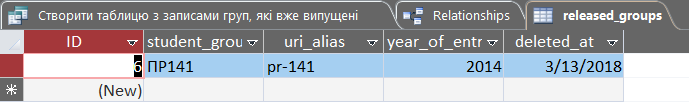 Створити таблицю з записами груп, які вже випущені Relationships released_groups
ID student_grou uri_alias year_of_entr deleted_at
6 ПР141 pr-141 2014 3/13/2018
* (New)